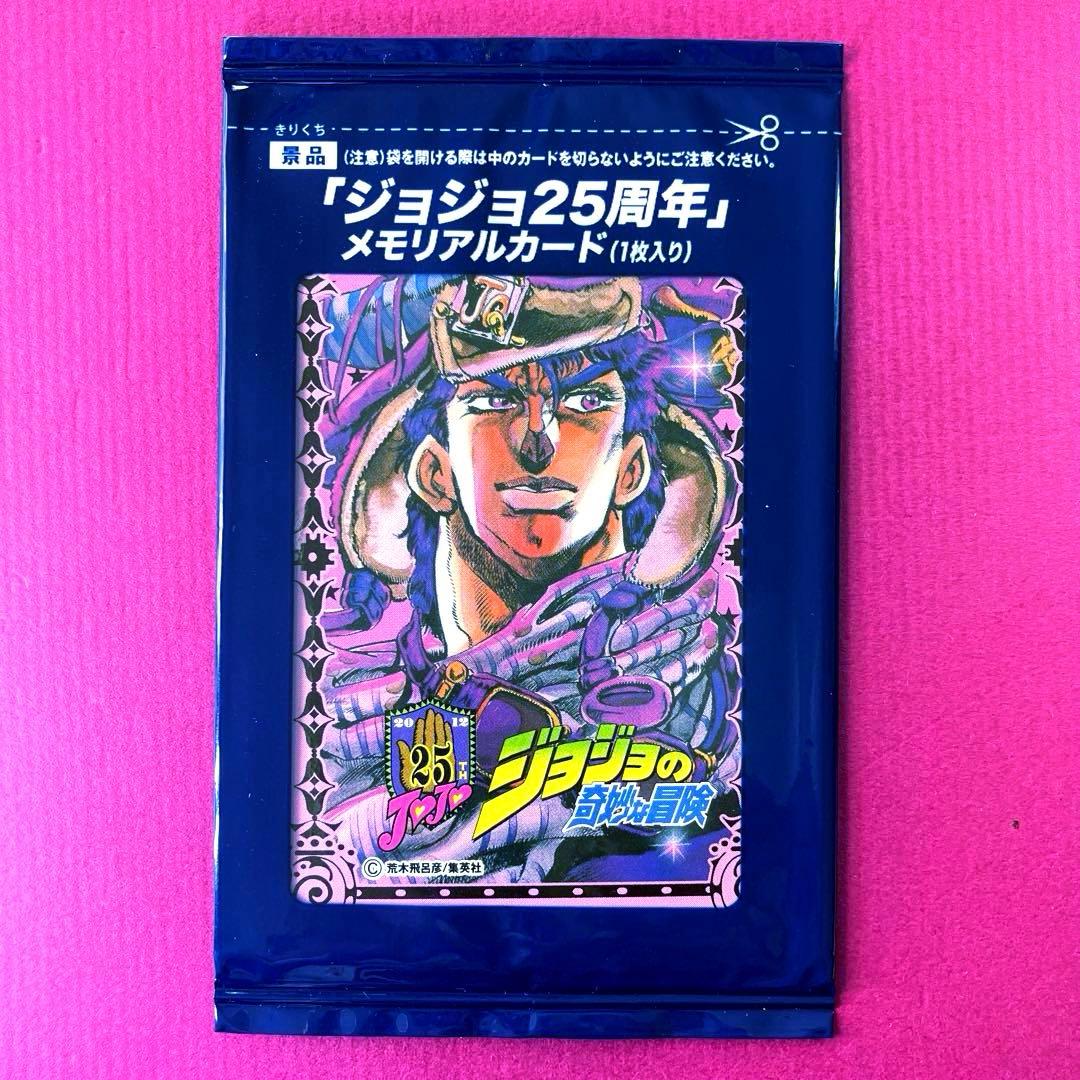 きりくち
景品 (注意)袋を開ける際は中のカードを切らないようにご注意ください。
「ジョジョ25周年」
メモリアルカード(1枚入り)
J
2012
25
TH
JOJO
ジョジョの
奇妙な冒険
©荒木飛呂彦/集英社